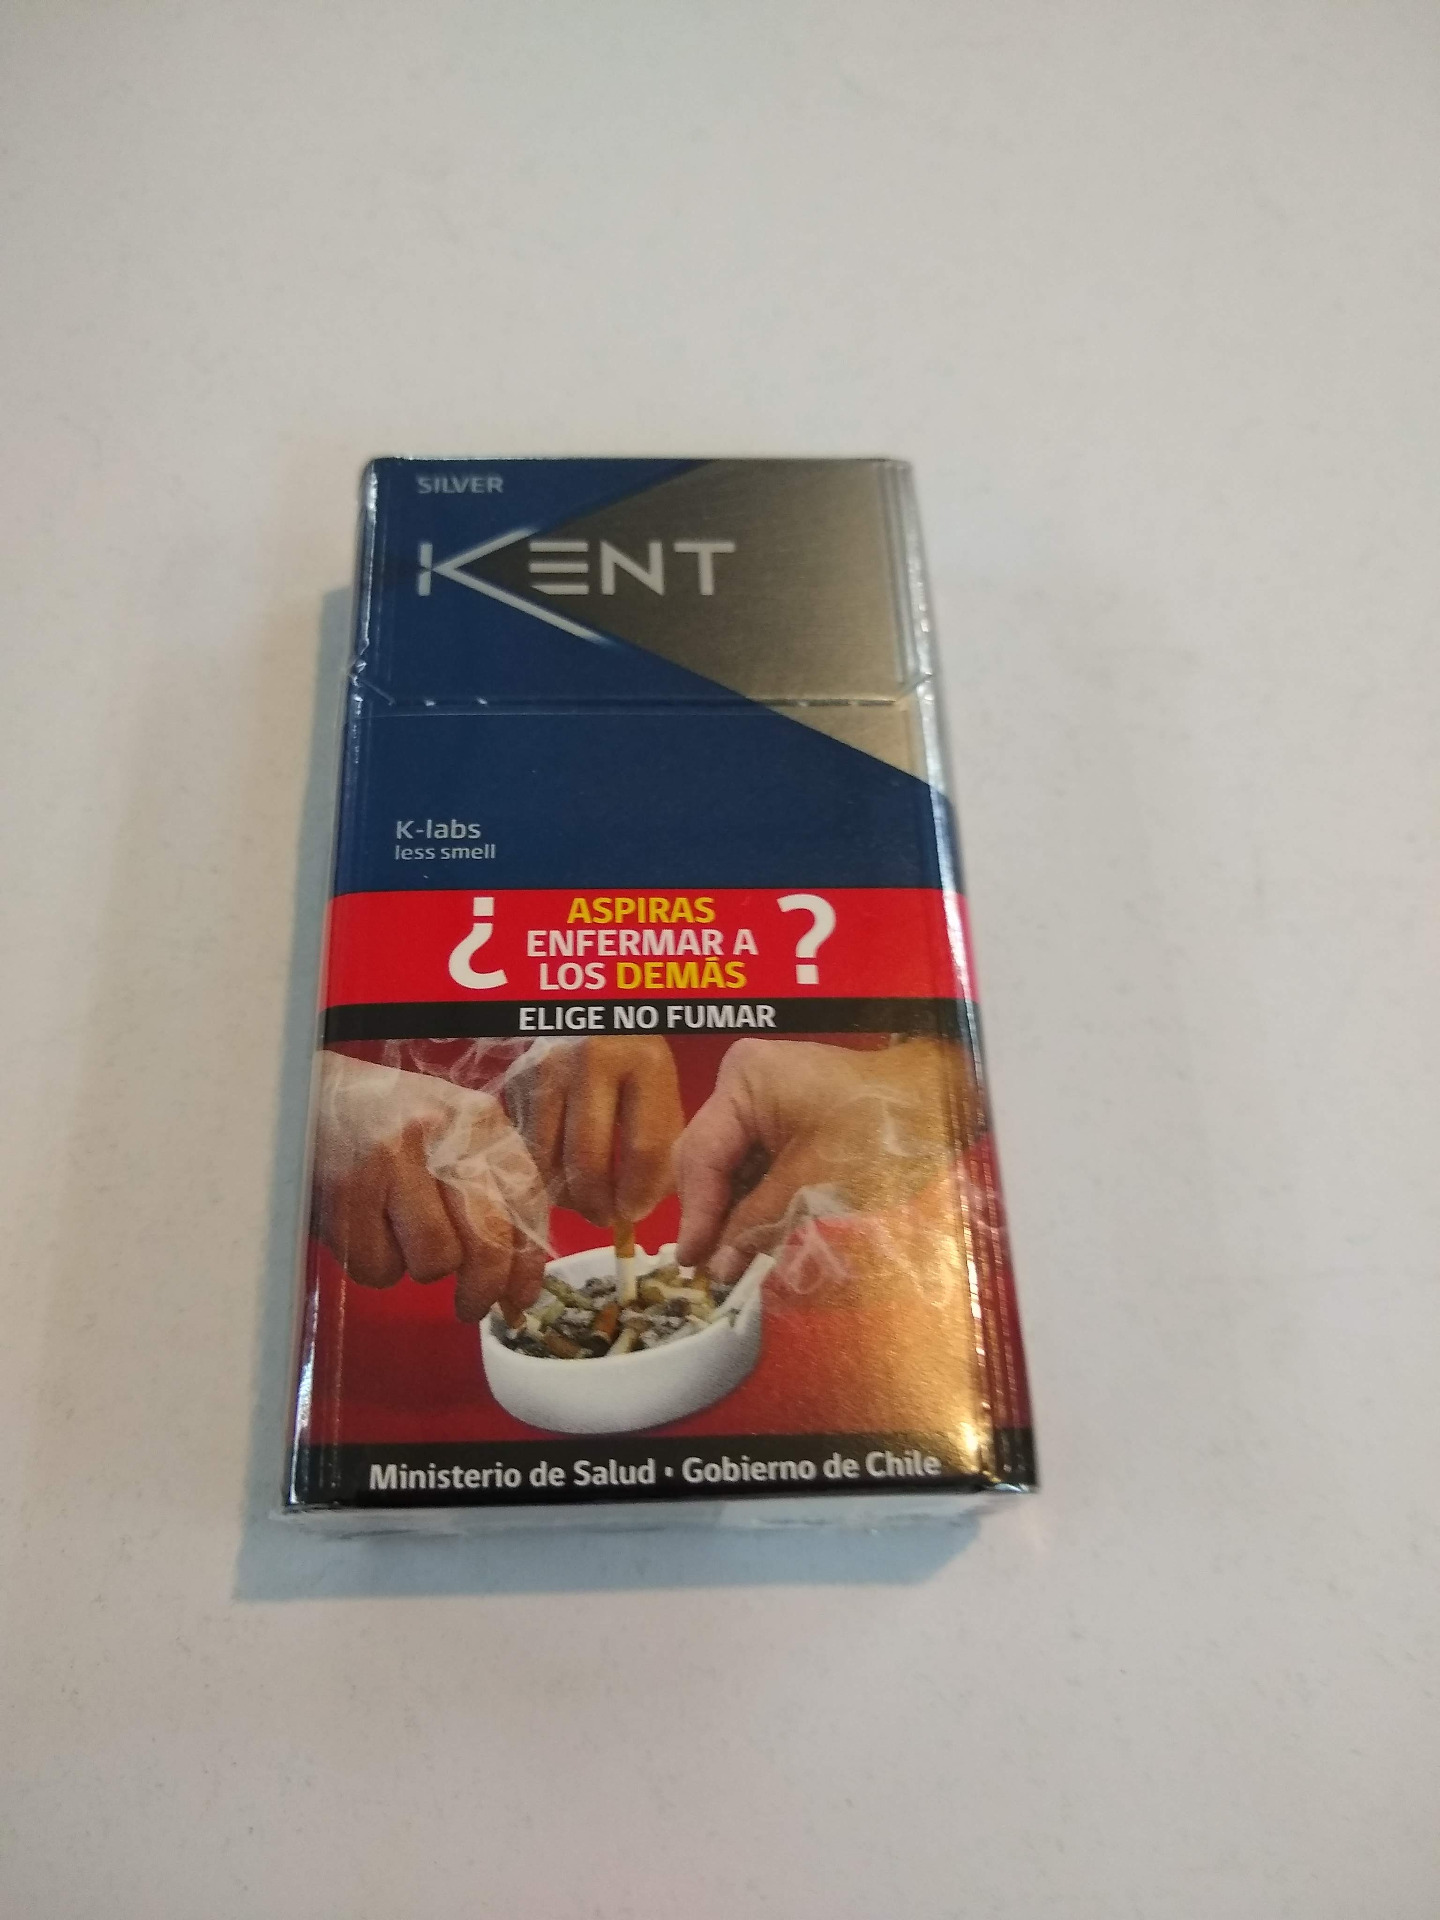 SILVER
KENT
K-labs
less smell
¿ ASPIRAS
ENFERMAR A
LOS DEMÁS ?
ELIGE NO FUMAR
Ministerio de Salud • Gobierno de Chile